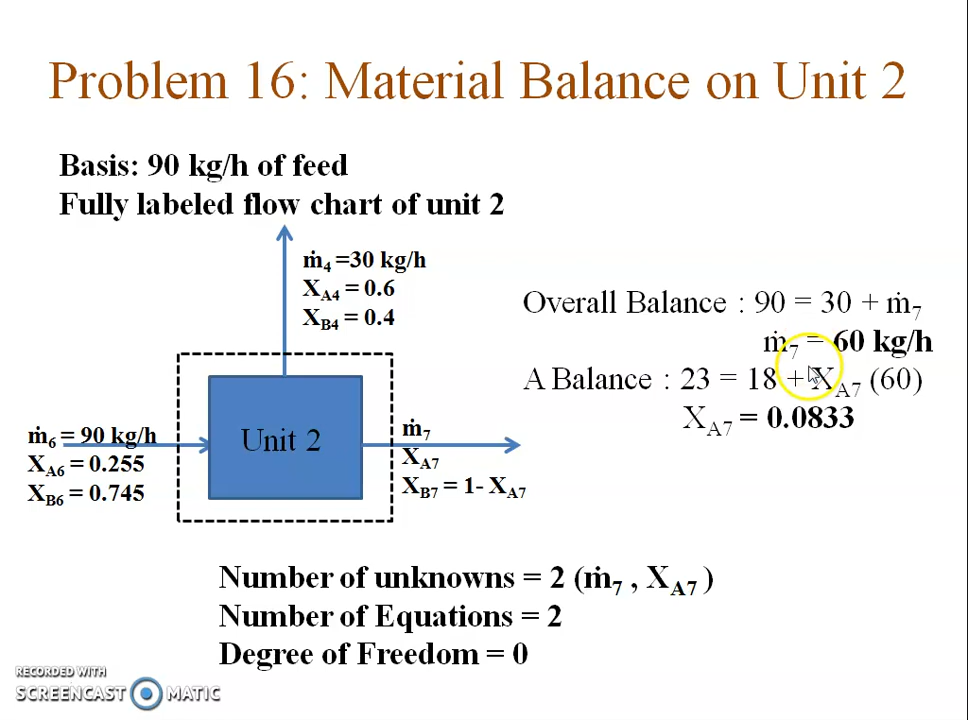 Problem 16: Material Balance on Unit 2
Basis: 90 kg/h of feed
Fully labeled flow chart of unit 2
ṁ4 =30 kg/h
XA4 = 0.6
XB4 = 0.4
Overall Balance : 90 = 30 + ṁ7
ṁ7 = 60 kg/h
A Balance : 23 = 18 + XA7 (60)
XA7 = 0.0833
ṁ6 = 90 kg/h
XA6 = 0.255
XB6 = 0.745
Unit 2
ṁ7
XA7
XB7 = 1- XA7
Number of unknowns = 2 (ṁ7 , XA7 )
Number of Equations = 2
Degree of Freedom = 0
RECORDED WITH
SCREENCAST MATIC